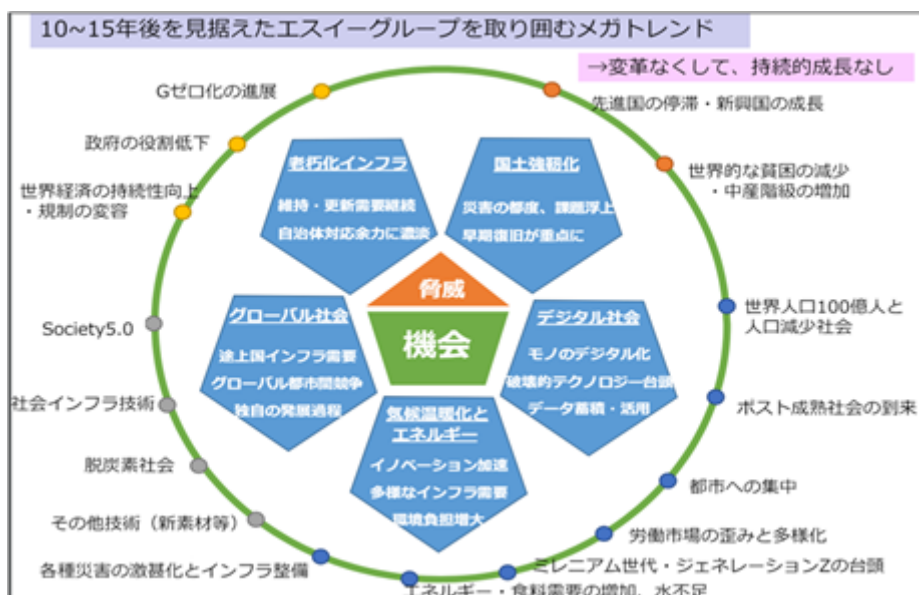 10~15年後を見据えたエスイーグループを取り囲むメガトレンド
→変革なくして、持続的成長なし
Gゼロ化の進展
政府の役割低下
世界経済の持続性向上
・規制の変容
Society5.0
社会インフラ技術
脱炭素社会
その他技術（新素材等）
各種災害の激甚化とインフラ整備
先進国の停滞・新興国の成長
世界的な貧困の減少
・中産階級の増加
世界人口100億人と
人口減少社会
ポスト成熟社会の到来
都市への集中
労働市場の歪みと多様化
ミレニアム世代・ジェネレーションZの台頭
エネルギー・食料需要の増加、水不足
老朽化インフラ
維持・更新需要継続
自治体対応余力に濃淡
国土強靭化
災害の都度、課題浮上
早期復旧が重点に
脅威
機会
グローバル社会
途上国インフラ需要
グローバル都市間競争
独自の発展過程
デジタル社会
モノのデジタル化
破壊的テクノロジー台頭
データ蓄積・活用
気候温暖化と
エネルギー
イノベーション加速
多様なインフラ需要
環境負担増大